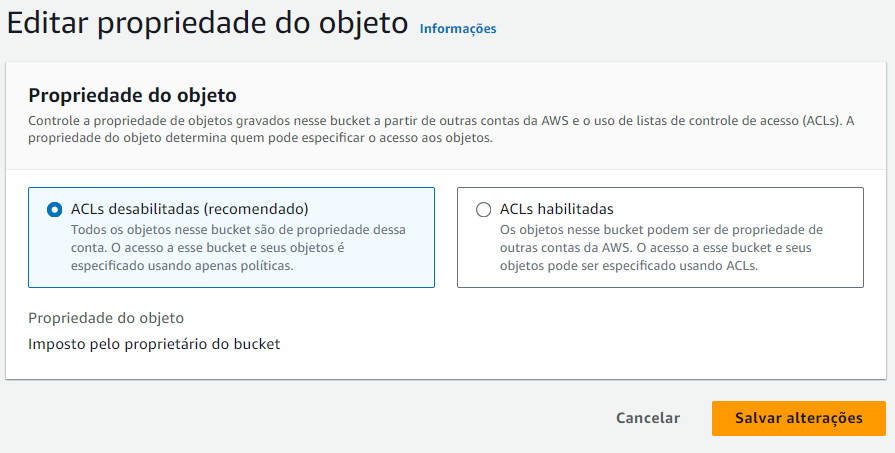 Editar propriedade do objeto Informações
Propriedade do objeto
Controle a propriedade de objetos gravados nesse bucket a partir de outras contas da AWS e o uso de listas de controle de acesso (ACLs). A
propriedade do objeto determina quem pode especificar o acesso aos objetos.
ACLs desabilitadas (recomendado)
Todos os objetos nesse bucket são de propriedade dessa
conta. O acesso a esse bucket e seus objetos é
especificado usando apenas políticas.
ACLs habilitadas
Os objetos nesse bucket podem ser de propriedade de
outras contas da AWS. O acesso a esse bucket e seus
objetos pode ser especificado usando ACLs.
Propriedade do objeto
Imposto pelo proprietário do bucket
Cancelar
Salvar alterações